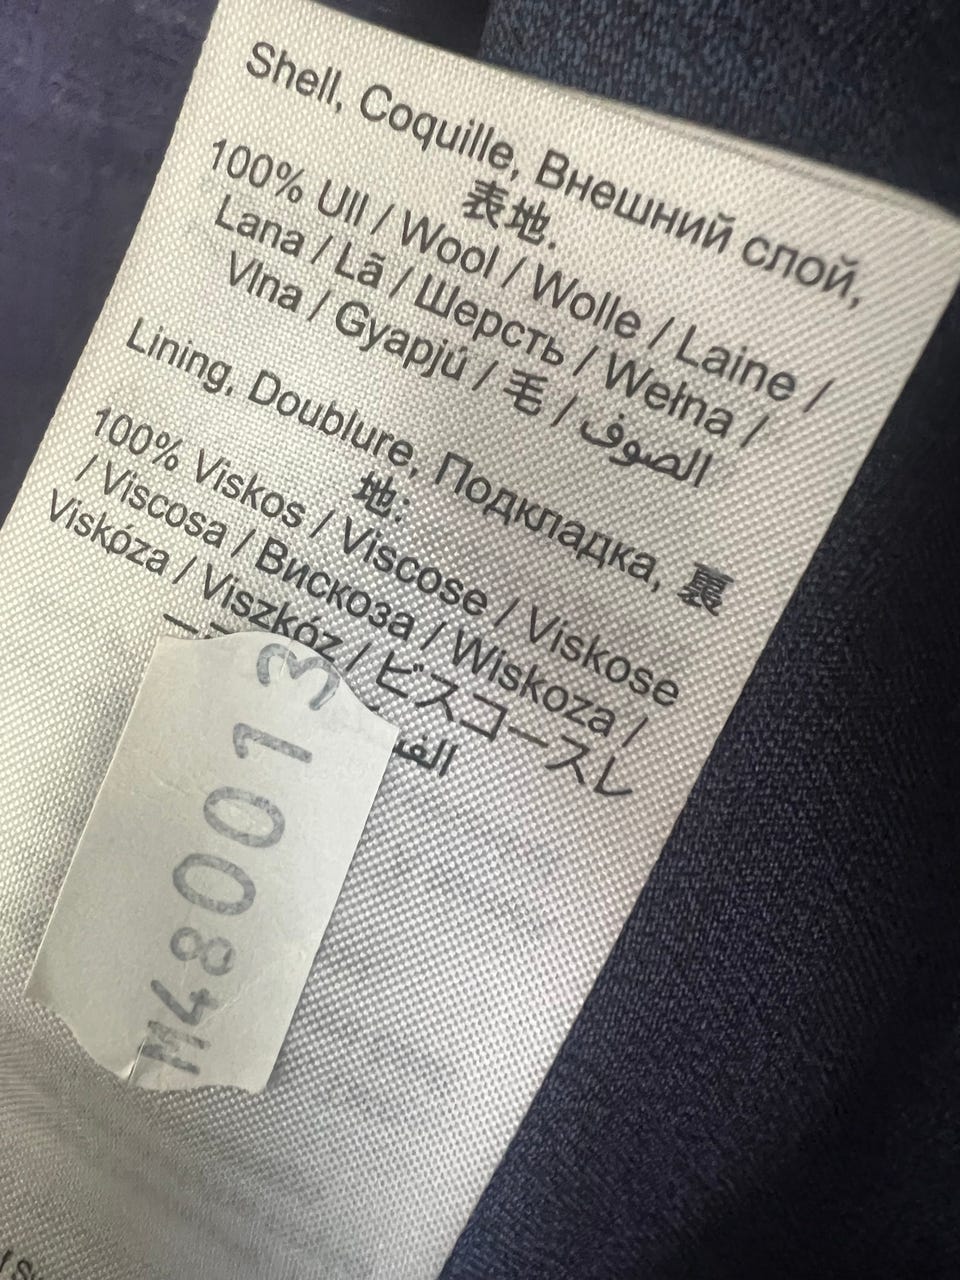 Shell, Coquille, Внешний слой,
表地.
100% Ull / Wool / Wolle / Laine /
Lana / Lã / Шерсть / Wełna /
Vlna / Gyapjú / 毛 / الصوف
Lining, Doublure, Подкладка, 裏
地:
100% Viskos / Viscose / Viskose
/ Viscosa / Вискоза / Wiskoza /
Viskóza / Viszkóz / ビスコースレ
M48001 3